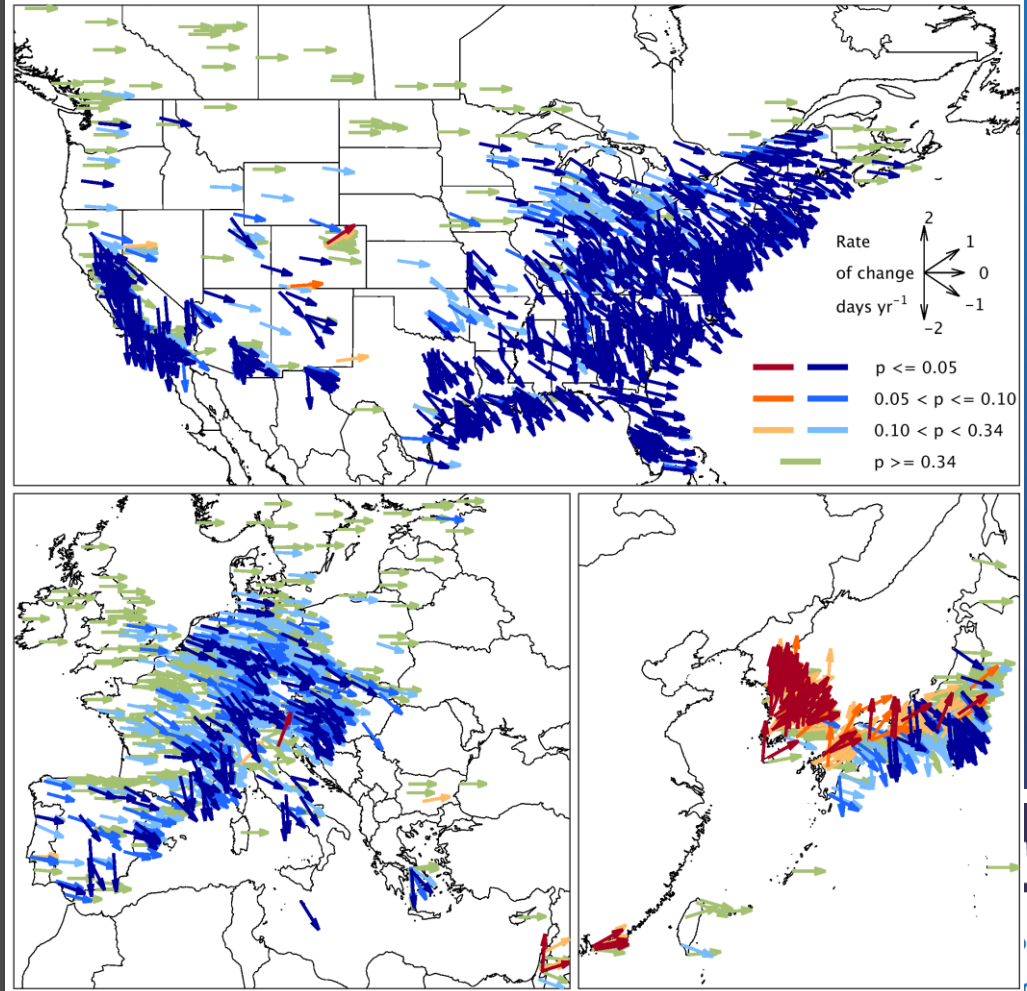 2
Rate
1
of change
0
days yr⁻¹
-1
-2
p <= 0.05
0.05 < p <= 0.10
0.10 < p < 0.34
p >= 0.34